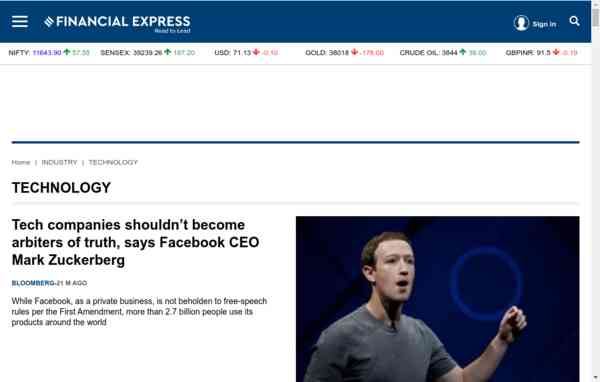 FINANCIAL EXPRESS
Read to Lead
Sign in
NIFTY: 11643.90 57.35 SENSEX: 39239.26 167.20 USD: 71.13 -0.10 GOLD: 38018 -176.00 CRUDE OIL: 3844 39.00 GBPINR: 91.5 -0.19
Home | INDUSTRY | TECHNOLOGY
TECHNOLOGY
Tech companies shouldn’t become
arbiters of truth, says Facebook CEO
Mark Zuckerberg
BLOOMBERG-21 M AGO
While Facebook, as a private business, is not beholden to free-speech
rules per the First Amendment, more than 2.7 billion people use its
products around the world